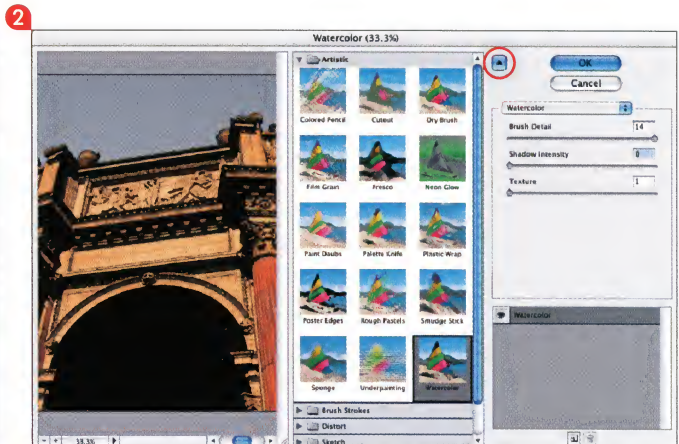 2
Watercolor (33.3%)
Artistic
Colored Pencil
Cutout
Dry Brush
Film Grain
Fresco
Neon Glow
Paint Daubs
Palette Knife
Plastic Wrap
Poster Edges
Rough Pastels
Smudge Stick
Sponge
Underpainting
Watercolor
Brush Strokes
Distort
Sketch
33.3%
OK
Cancel
Watercolor
Brush Detail 14
Shadow Intensity 0
Texture 1
Watercolor